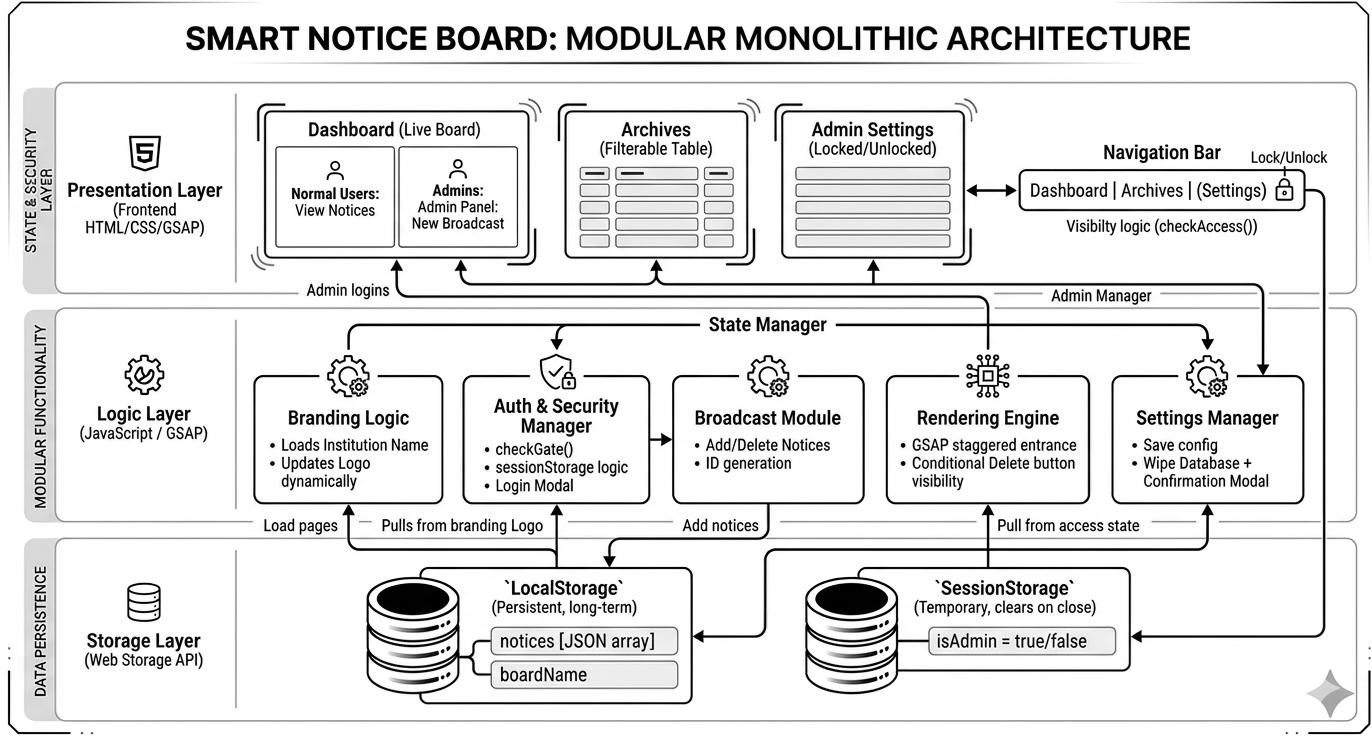 SMART NOTICE BOARD: MODULAR MONOLITHIC ARCHITECTURE
STATE & SECURITY
LAYER
Presentation Layer
(Frontend
HTML/CSS/GSAP)
Dashboard (Live Board)
Normal Users:
View Notices
Admins:
Admin Panel:
New Broadcast
Archives
(Filterable Table)
Admin Settings
(Locked/Unlocked)
Navigation Bar
Lock/Unlock
Dashboard | Archives | (Settings)
Visibilty logic (checkAccess())
Admin logins
Admin Manager
MODULAR FUNCTIONALITY
Logic Layer
(JavaScript / GSAP)
State Manager
Branding Logic
• Loads Institution Name
• Updates Logo
dynamically
Auth & Security
Manager
• checkGate()
• sessionStorage logic
• Login Modal
Broadcast Module
• Add/Delete Notices
• ID generation
Rendering Engine
• GSAP staggered entrance
• Conditional Delete button
visibility
Settings Manager
• Save config
• Wipe Database +
Confirmation Modal
Load pages
Pulls from branding Logo
Add notices
Pull from access state
DATA PERSISTENCE
Storage Layer
(Web Storage API)
`LocalStorage`
(Persistent, long-term)
notices [JSON array]
boardName
`SessionStorage`
(Temporary, clears on close)
isAdmin = true/false